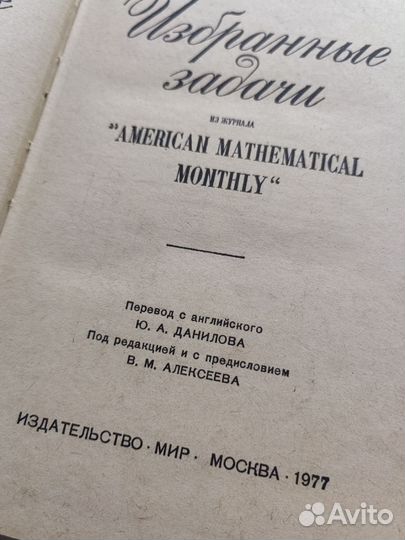 Избранные
задачи
ИЗ ЖУРНАЛА
"AMERICAN MATHEMATICAL
MONTHLY"
Перевод с английского
Ю. А. ДАНИЛОВА
Под редакцией и с предисловием
В. М. АЛЕКСЕЕВА
ИЗДАТЕЛЬСТВО · МИР · МОСКВА · 1977
Avito